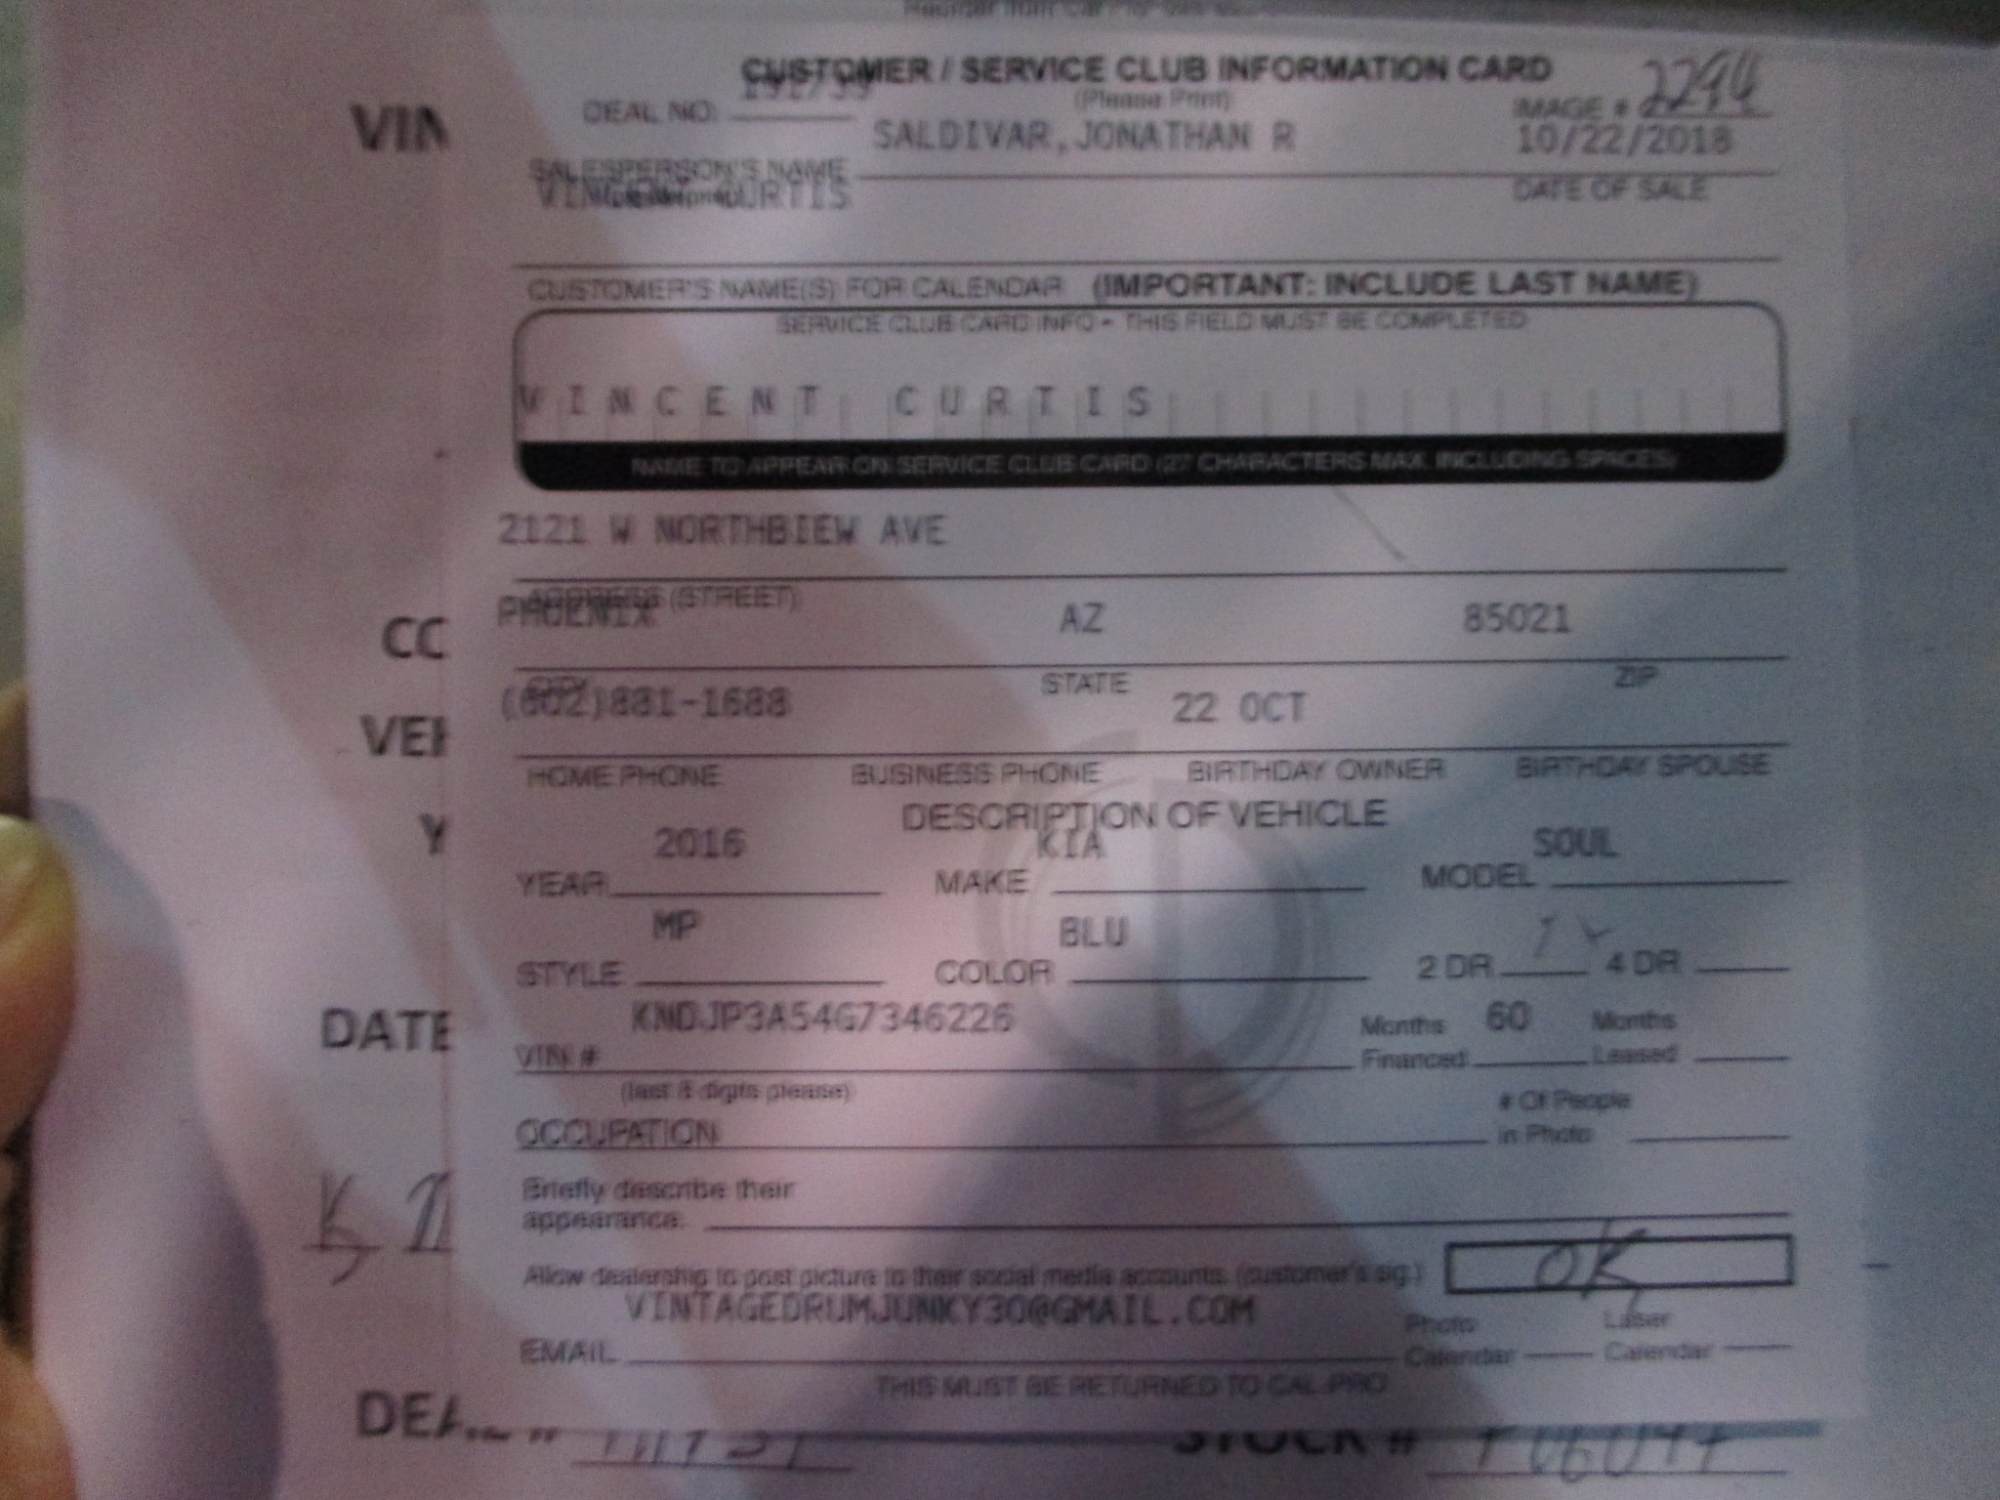 CUSTOMER / SERVICE CLUB INFORMATION CARD
(Please Print)
DEAL NO. IMAGE # 2294
SALDIVAR,JONATHAN R 10/22/2018
SALESPERSON'S NAME DATE OF SALE
VINCENT CURTIS
CUSTOMER'S NAME(S) FOR CALENDAR (IMPORTANT: INCLUDE LAST NAME)
SERVICE CLUB CARD INFO - THIS FIELD MUST BE COMPLETED
VINCENT CURTIS
NAME TO APPEAR ON SERVICE CLUB CARD (27 CHARACTERS MAX. INCLUDING SPACES)
2121 W NORTHBIEW AVE
ADDRESS (STREET)
PHOENIX AZ 85021
CITY STATE ZIP
(602)881-1688 22 OCT
HOME PHONE BUSINESS PHONE BIRTHDAY OWNER BIRTHDAY SPOUSE
DESCRIPTION OF VEHICLE
2016 KIA SOUL
YEAR MAKE MODEL
MP BLU
STYLE COLOR 2 DR. 4 DR.
KNDJP3A54G7346226 Months 60 Months
VIN # Financed Leased
(last 8 digits please) # Of People
OCCUPATION in Photo
Briefly describe their
appearance.
Allow dealership to post picture to their social media accounts. (customer's sig.) OK
VINTAGEDRUMJUNKY30@GMAIL.COM Photo Laser
EMAIL Calendar Calendar
THIS MUST BE RETURNED TO CAL-PRO
VIN
CC
VEH
Y
DATE
STOCK #